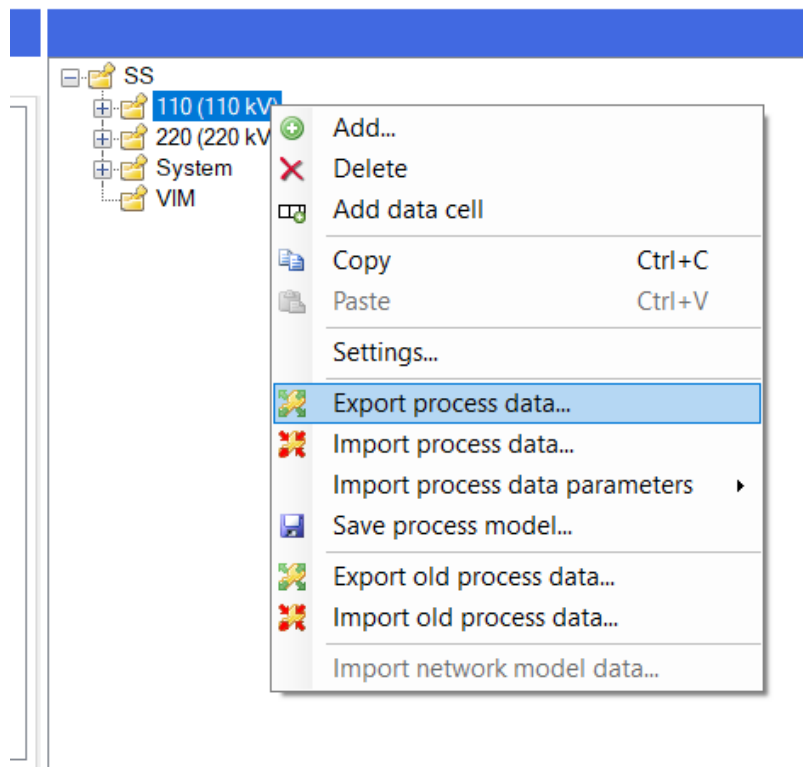 SS
110 (110 kV)
220 (220 kV
System
VIM
Add...
Delete
Add data cell
Copy Ctrl+C
Paste Ctrl+V
Settings...
Export process data...
Import process data...
Import process data parameters
Save process model...
Export old process data...
Import old process data...
Import network model data...